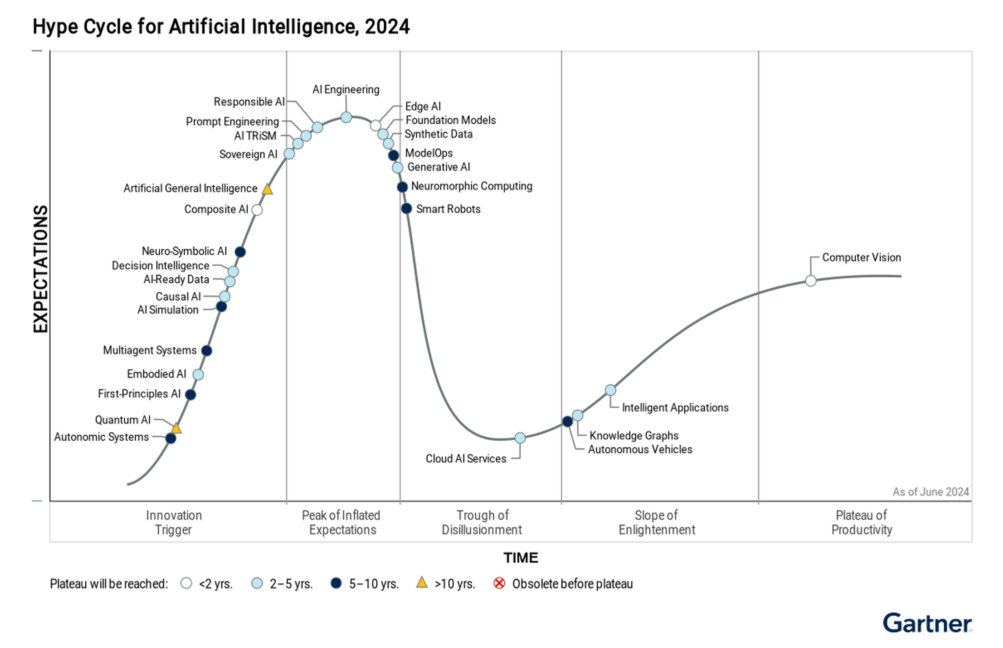 Hype Cycle for Artificial Intelligence, 2024
AI Engineering
Responsible AI
Edge AI
Prompt Engineering
Foundation Models
AI TRiSM
Synthetic Data
Sovereign AI
ModelOps
Generative AI
Artificial General Intelligence
Neuromorphic Computing
Composite AI
Smart Robots
Neuro-Symbolic AI
Decision Intelligence
AI-Ready Data
Causal AI
AI Simulation
Computer Vision
Multiagent Systems
Embodied AI
First-Principles AI
Quantum AI
Autonomic Systems
Intelligent Applications
Knowledge Graphs
Autonomous Vehicles
Cloud AI Services
EXPECTATIONS
As of June 2024
Innovation
Trigger
Peak of Inflated
Expectations
Trough of
Disillusionment
Slope of
Enlightenment
Plateau of
Productivity
TIME
Plateau will be reached: <2 yrs. 2–5 yrs. 5–10 yrs. >10 yrs. Obsolete before plateau
Gartner